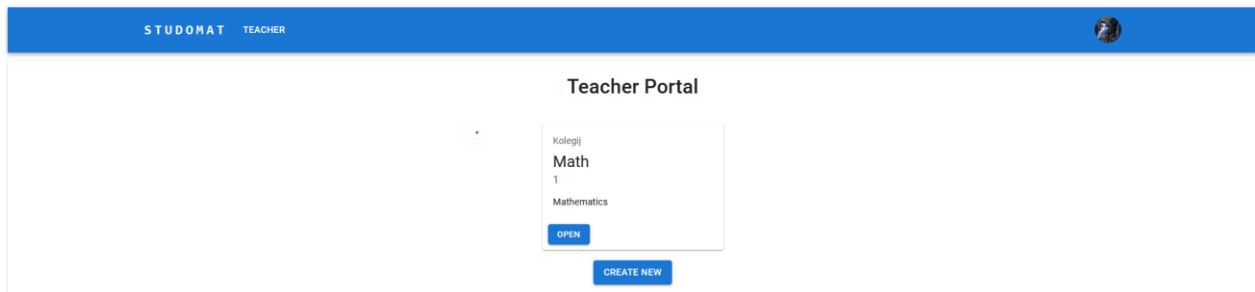 STUDOMAT TEACHER
Teacher Portal
Kolegij
Math
1
Mathematics
OPEN
CREATE NEW